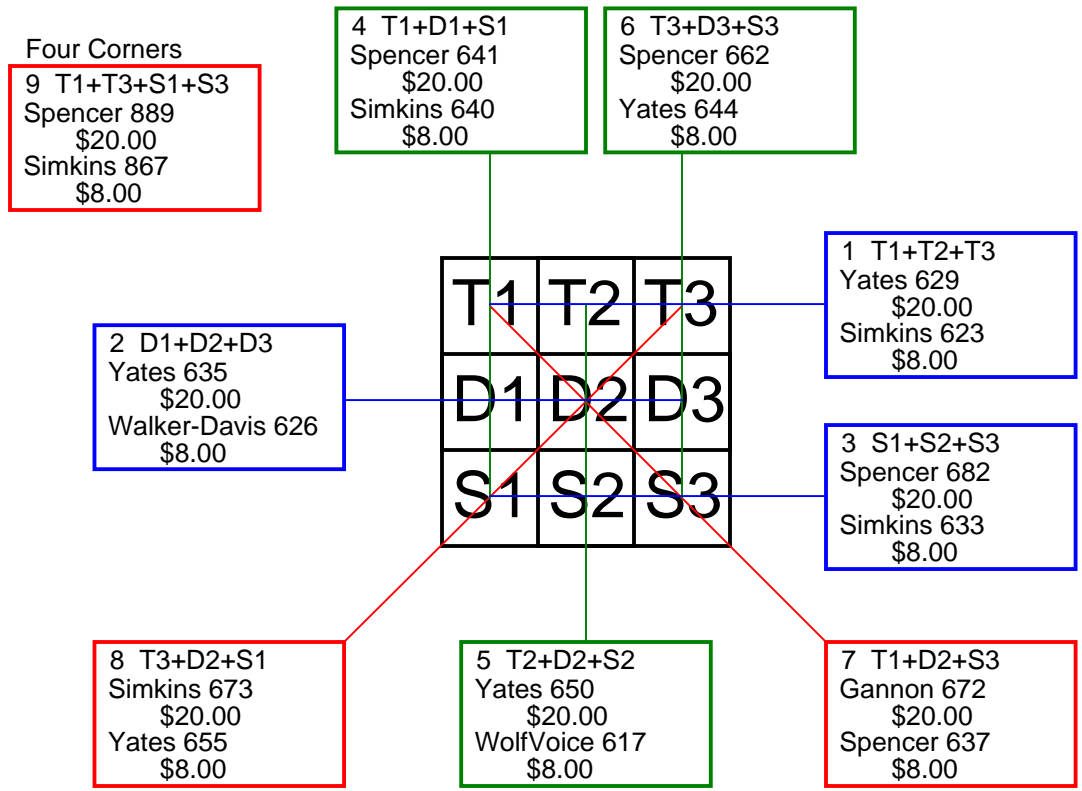 Four Corners
9 T1+T3+S1+S3
Spencer 889
$20.00
Simkins 867
$8.00
4 T1+D1+S1
Spencer 641
$20.00
Simkins 640
$8.00
6 T3+D3+S3
Spencer 662
$20.00
Yates 644
$8.00
1 T1+T2+T3
Yates 629
$20.00
Simkins 623
$8.00
2 D1+D2+D3
Yates 635
$20.00
Walker-Davis 626
$8.00
T1 T2 T3
D1 D2 D3
S1 S2 S3
3 S1+S2+S3
Spencer 682
$20.00
Simkins 633
$8.00
8 T3+D2+S1
Simkins 673
$20.00
Yates 655
$8.00
5 T2+D2+S2
Yates 650
$20.00
WolfVoice 617
$8.00
7 T1+D2+S3
Gannon 672
$20.00
Spencer 637
$8.00